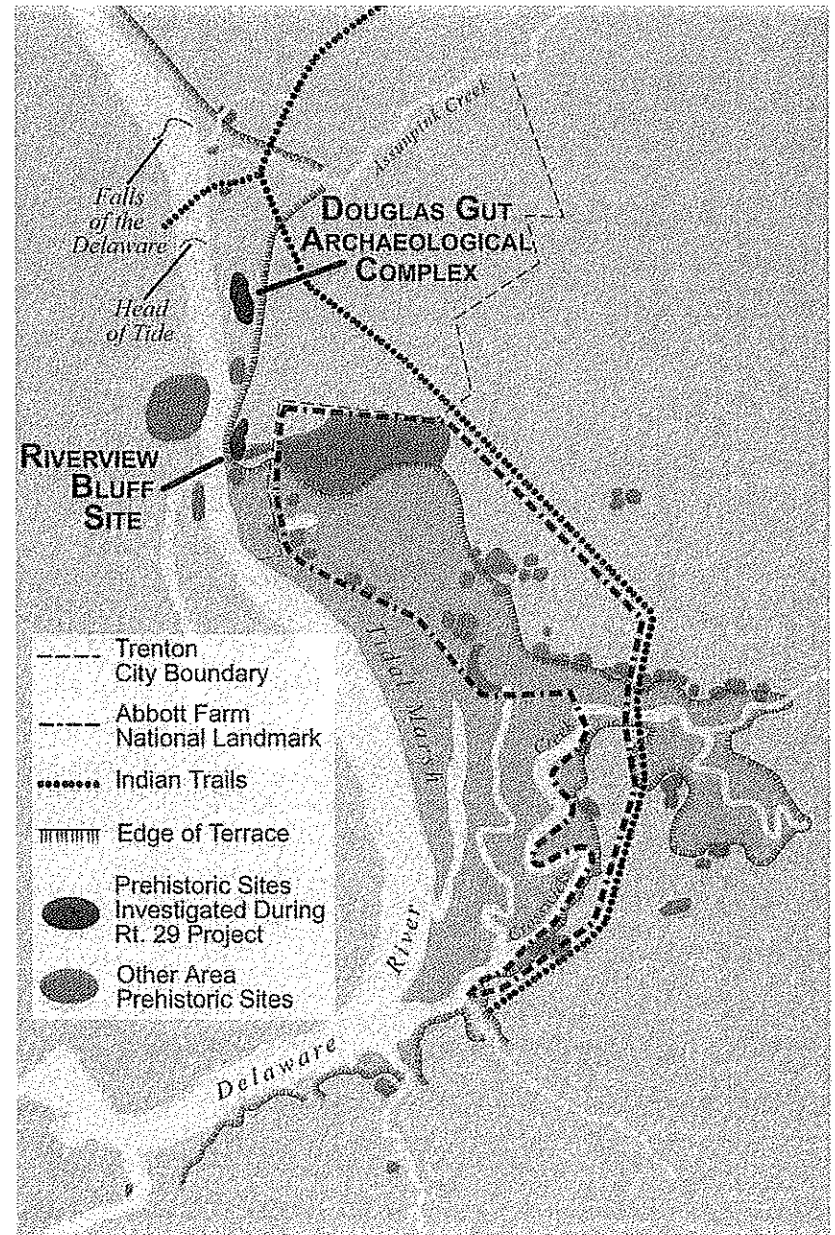 Assunpink Creek
Falls
of the
Delaware
DOUGLAS GUT
ARCHAEOLOGICAL
COMPLEX
Head
of Tide
RIVERVIEW
BLUFF
SITE
Tidal Marsh
Trenton
City Boundary
Abbott Farm
National Landmark
Indian Trails
Edge of Terrace
Prehistoric Sites
Investigated During
Rt. 29 Project
Other Area
Prehistoric Sites
Creek
Delaware River